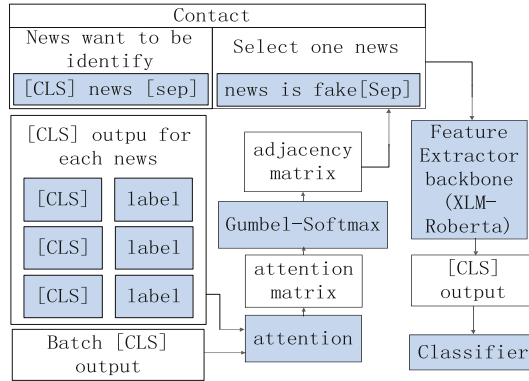 Contact
News want to be
identify
Select one news
[CLS] news [sep]
news is fake[Sep]
[CLS] outpu for
each news
[CLS]
label
[CLS]
label
[CLS]
label
Batch [CLS]
output
adjacency
matrix
Gumbel-Softmax
attention
matrix
attention
Feature
Extractor
backbone
(XLM-
Roberta)
[CLS]
output
Classifier